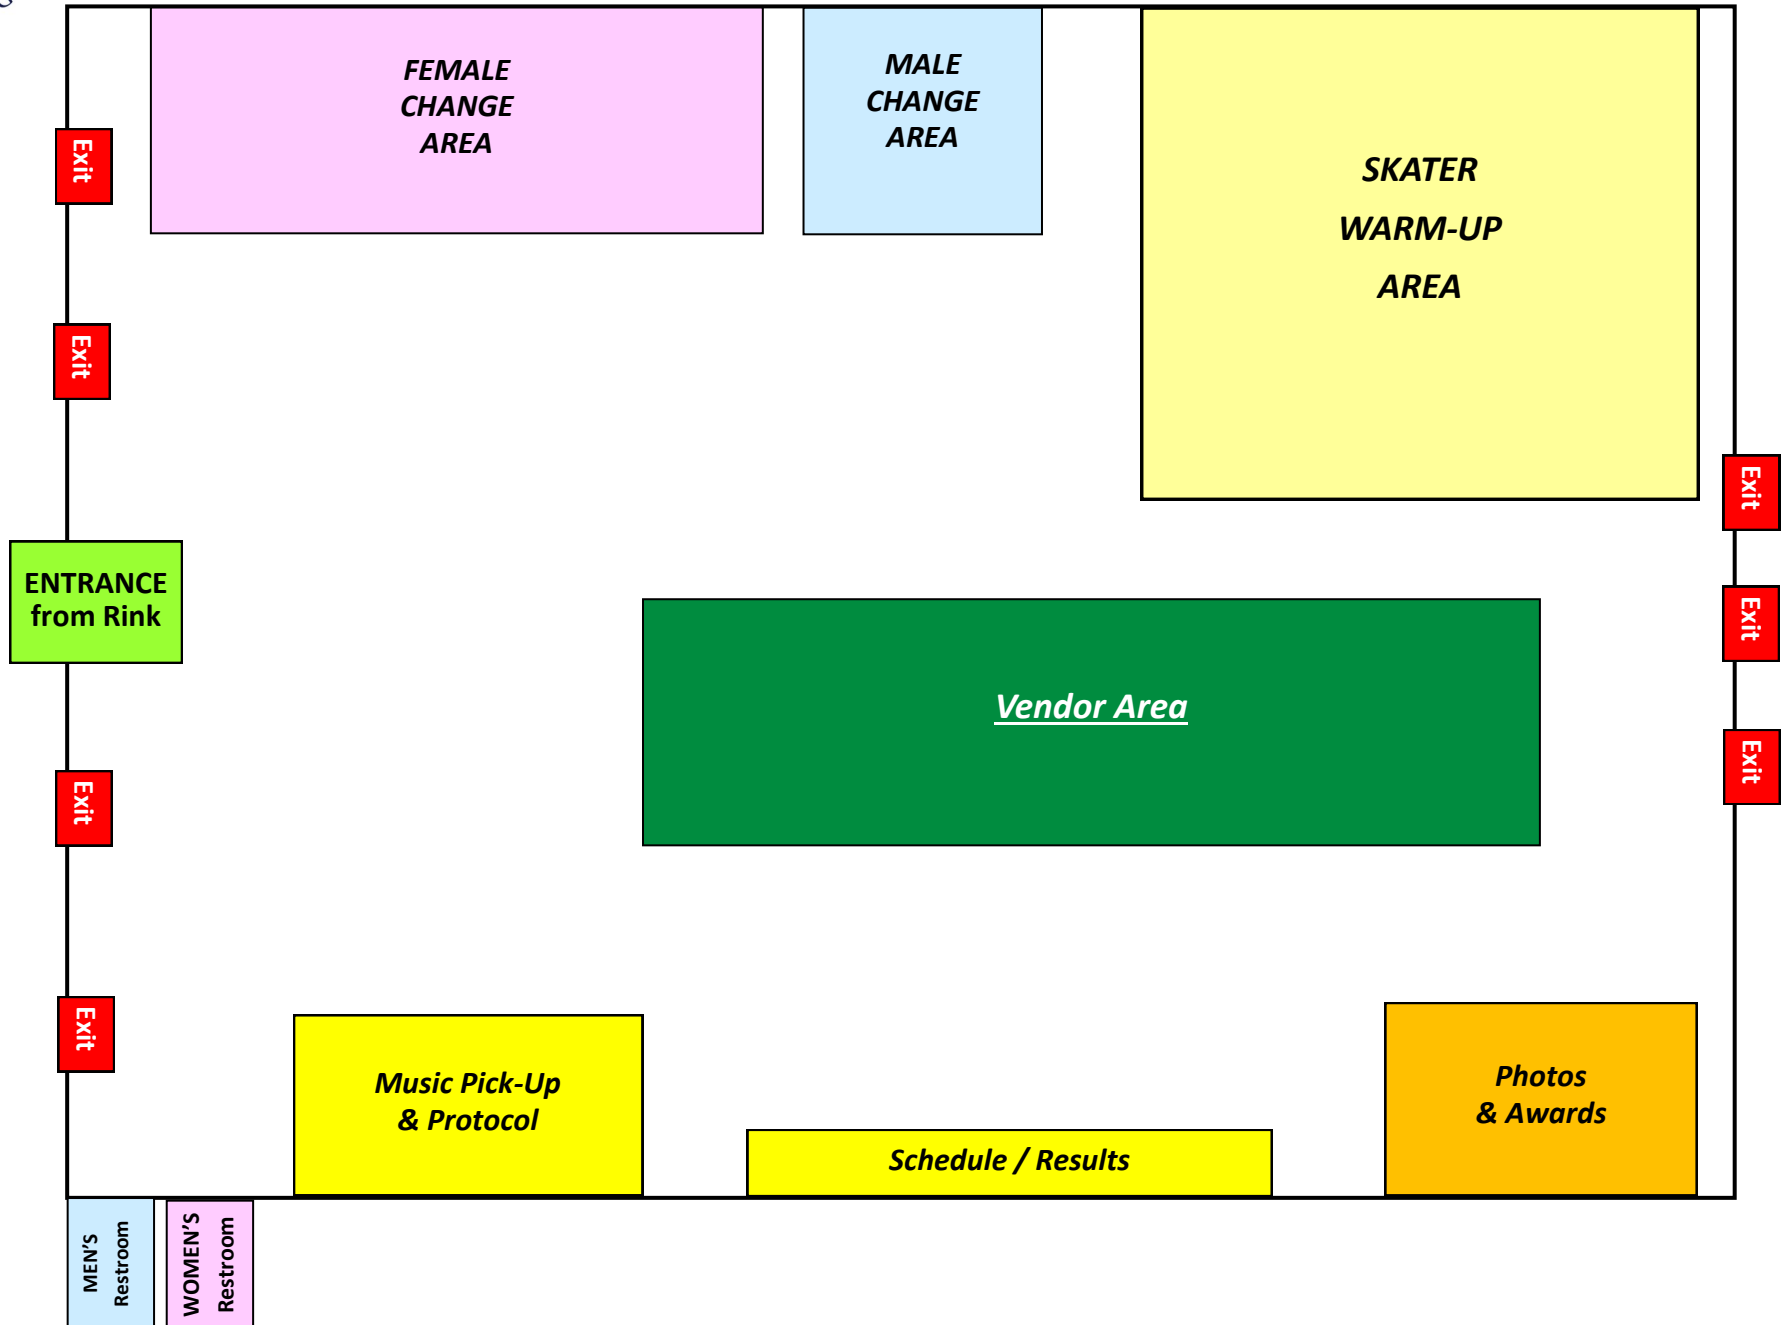 FEMALE
CHANGE
AREA
MALE
CHANGE
AREA
SKATER
WARM-UP
AREA
Exit
Exit
Exit
ENTRANCE
from Rink
Exit
Vendor Area
Exit
Exit
Exit
Music Pick-Up
& Protocol
Schedule / Results
Photos
& Awards
MEN'S
Restroom
WOMEN'S
Restroom